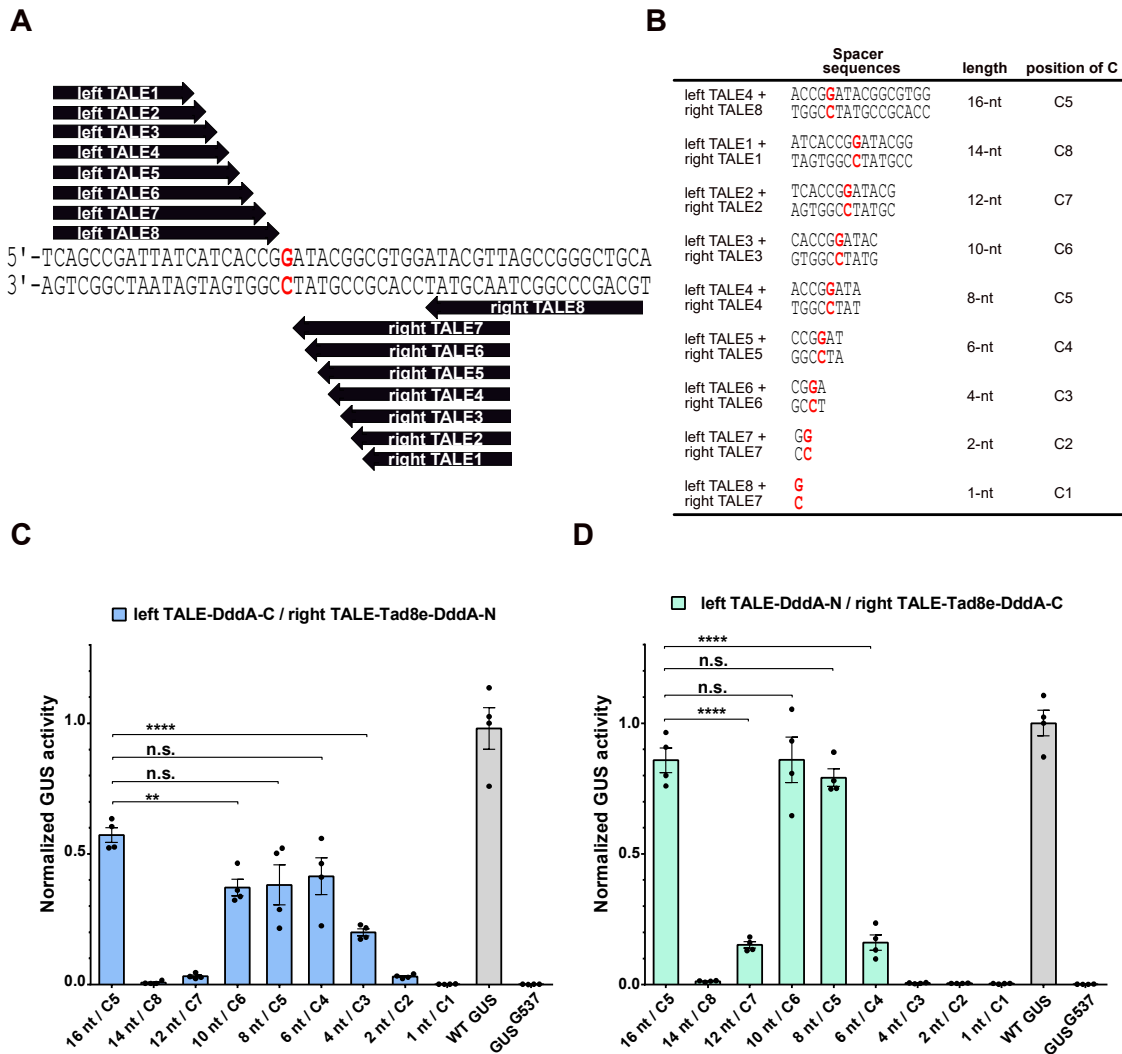 A
left TALE1
left TALE2
left TALE3
left TALE4
left TALE5
left TALE6
left TALE7
left TALE8
5'-TCAGCCGATTATCATCACCGGATACGGCGTGGATACGTTAGCCGGGCTGCA
3'-AGTCGGCTAATAGTAGTGGCCTATGCCGCACCTATGCAATCGGCCCGACGT
right TALE8
right TALE7
right TALE6
right TALE5
right TALE4
right TALE3
right TALE2
right TALE1
B
Spacer sequences length position of C
left TALE4 + right TALE8 ACCGGATACGGCGTGG TGGCCTATGCCGCACC 16-nt C5
left TALE1 + right TALE1 ATCACCGGATACGG TAGTGGCCTATGCC 14-nt C8
left TALE2 + right TALE2 TCACCGGATACG AGTGGCCTATGC 12-nt C7
left TALE3 + right TALE3 CACCGGATAC GTGGCCTATG 10-nt C6
left TALE4 + right TALE4 ACCGGATA TGGCCTAT 8-nt C5
left TALE5 + right TALE5 CCGGAT GGCCTA 6-nt C4
left TALE6 + right TALE6 CGGA GCCT 4-nt C3
left TALE7 + right TALE7 GG CC 2-nt C2
left TALE8 + right TALE7 G C 1-nt C1
C
left TALE-DddA-C / right TALE-Tad8e-DddA-N
Normalized GUS activity
1.0
0.5
0.0
****
n.s.
n.s.
**
16 nt / C5
14 nt / C8
12 nt / C7
10 nt / C6
8 nt / C5
6 nt / C4
4 nt / C3
2 nt / C2
1 nt / C1
WT GUS
GUS G537
D
left TALE-DddA-N / right TALE-Tad8e-DddA-C
Normalized GUS activity
1.0
0.5
0.0
****
n.s.
n.s.
****
16 nt / C5
14 nt / C8
12 nt / C7
10 nt / C6
8 nt / C5
6 nt / C4
4 nt / C3
2 nt / C2
1 nt / C1
WT GUS
GUS G537